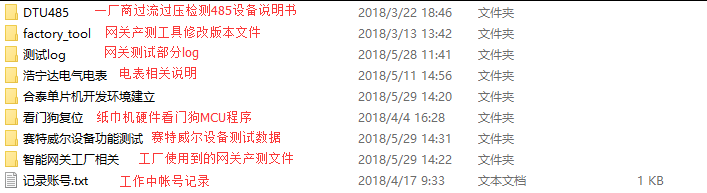 DTU485 一厂商过流过压检测485设备说明书 2018/3/22 18:46 文件夹
factory_tool 网关产测工具修改版本文件 2018/3/13 13:42 文件夹
测试log 网关测试部分log 2018/5/28 11:41 文件夹
浩宁达电气电表 电表相关说明 2018/5/11 14:56 文件夹
合泰单片机开发环境建立 2018/5/29 14:20 文件夹
看门狗复位 纸巾机硬件看门狗MCU程序 2018/4/4 16:28 文件夹
赛特威尔设备功能测试 赛特威尔设备测试数据 2018/5/29 14:31 文件夹
智能网关工厂相关 工厂使用到的网关产测文件 2018/5/29 14:22 文件夹
记录账号.txt 工作中帐号记录 2018/4/17 9:33 文本文档 1 KB